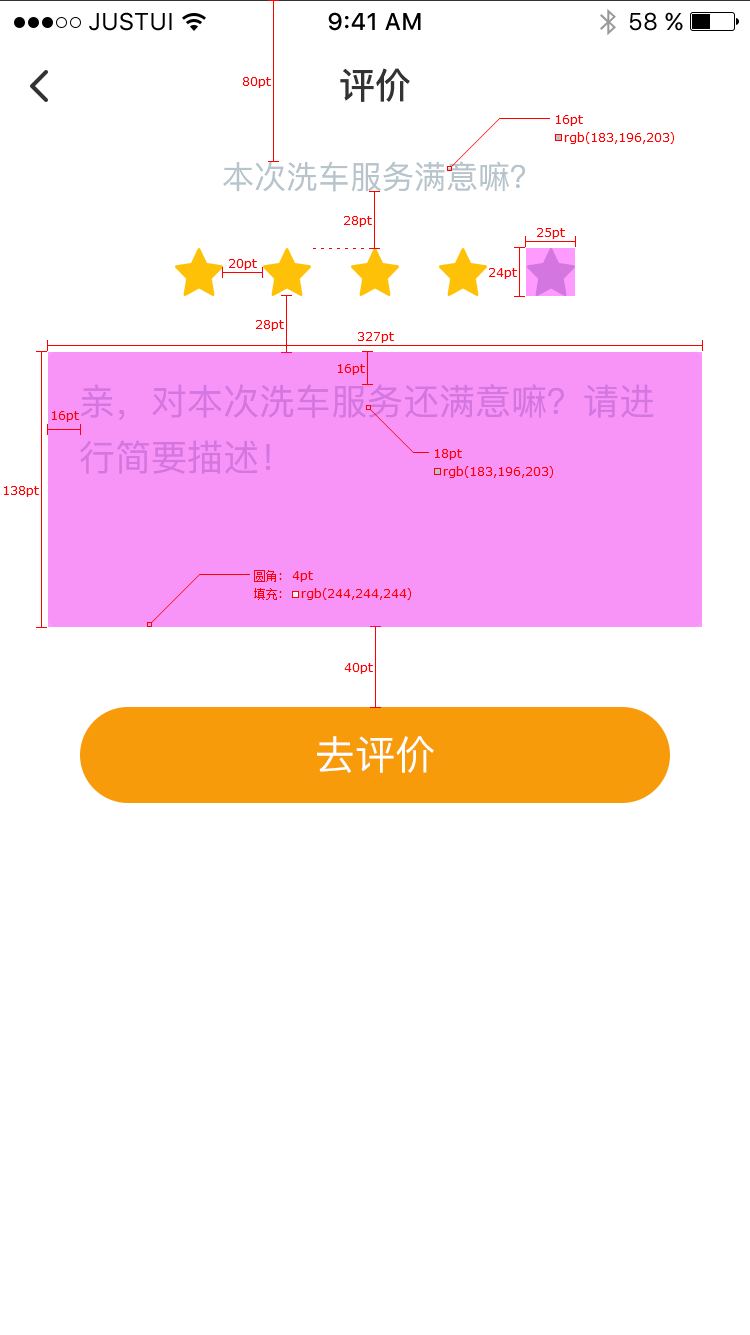 JUSTUI 9:41 AM 58 %
80pt
评价
16pt
rgb(183,196,203)
本次洗车服务满意嘛?
28pt
25pt
20pt
24pt
28pt
327pt
16pt
亲，对本次洗车服务还满意嘛？请进
16pt
行简要描述！
18pt
rgb(183,196,203)
138pt
圆角： 4pt
填充： rgb(244,244,244)
40pt
去评价